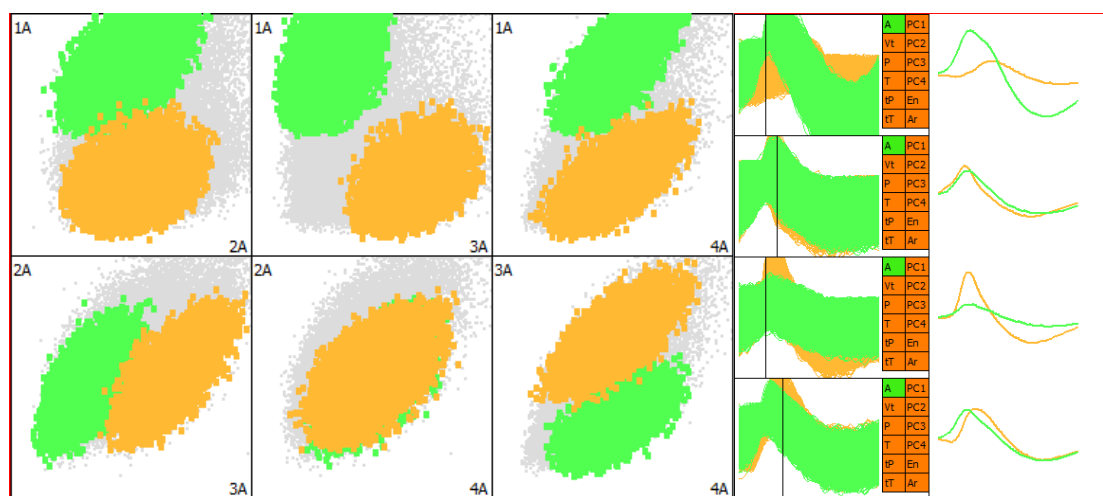 1A
2A
1A
3A
1A
4A
2A
3A
2A
4A
3A
4A
A PC1
Vt PC2
P PC3
T PC4
tP En
tT Ar
A PC1
Vt PC2
P PC3
T PC4
tP En
tT Ar
A PC1
Vt PC2
P PC3
T PC4
tP En
tT Ar
A PC1
Vt PC2
P PC3
T PC4
tP En
tT Ar